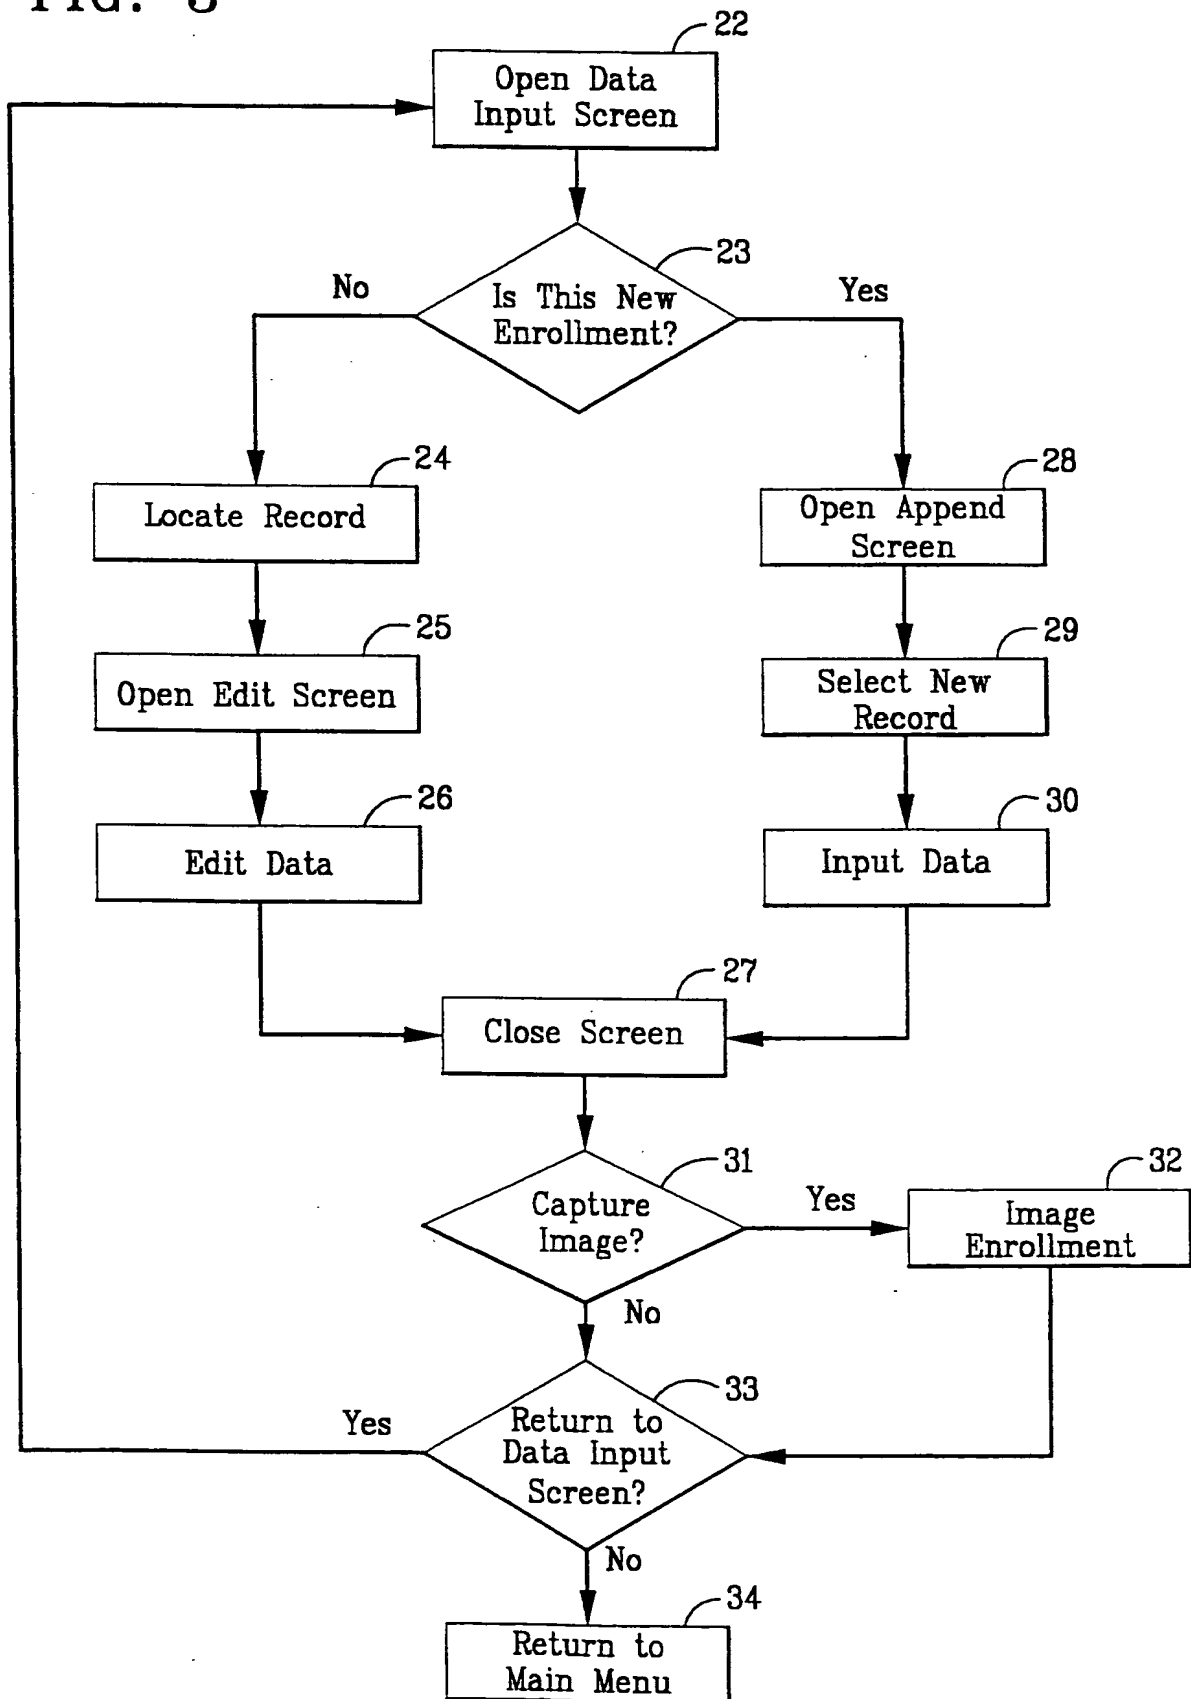 22
Open Data
Input Screen
23
Is This New
Enrollment?
No
Yes
24
Locate Record
28
Open Append
Screen
25
Open Edit Screen
29
Select New
Record
26
Edit Data
30
Input Data
27
Close Screen
31
Capture
Image?
Yes
32
Image
Enrollment
No
33
Return to
Data Input
Screen?
Yes
No
34
Return to
Main Menu